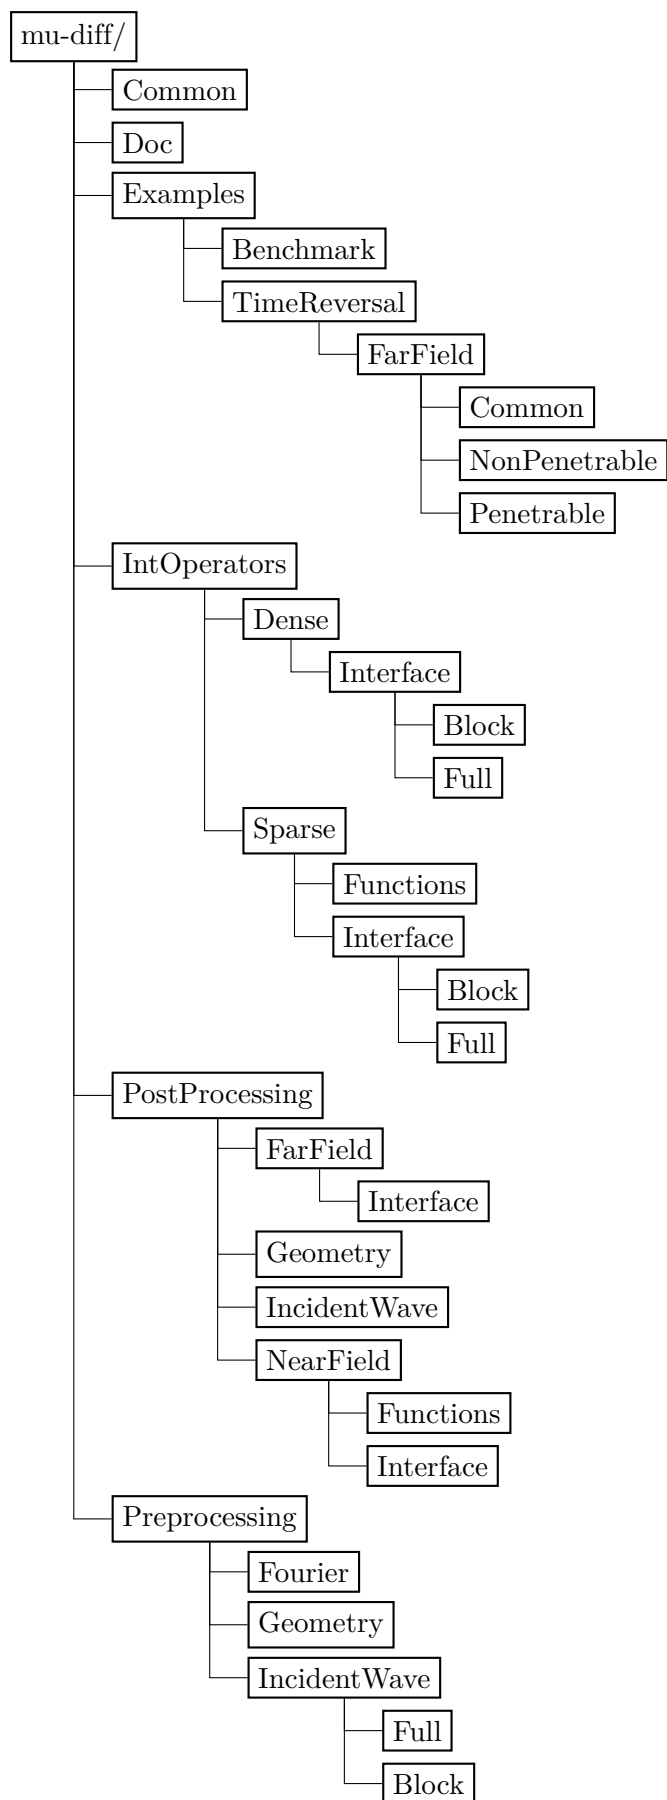 mu-diff/
Common
Doc
Examples
Benchmark
TimeReversal
FarField
Common
NonPenetrable
Penetrable
IntOperators
Dense
Interface
Block
Full
Sparse
Functions
Interface
Block
Full
PostProcessing
FarField
Interface
Geometry
IncidentWave
NearField
Functions
Interface
Preprocessing
Fourier
Geometry
IncidentWave
Full
Block